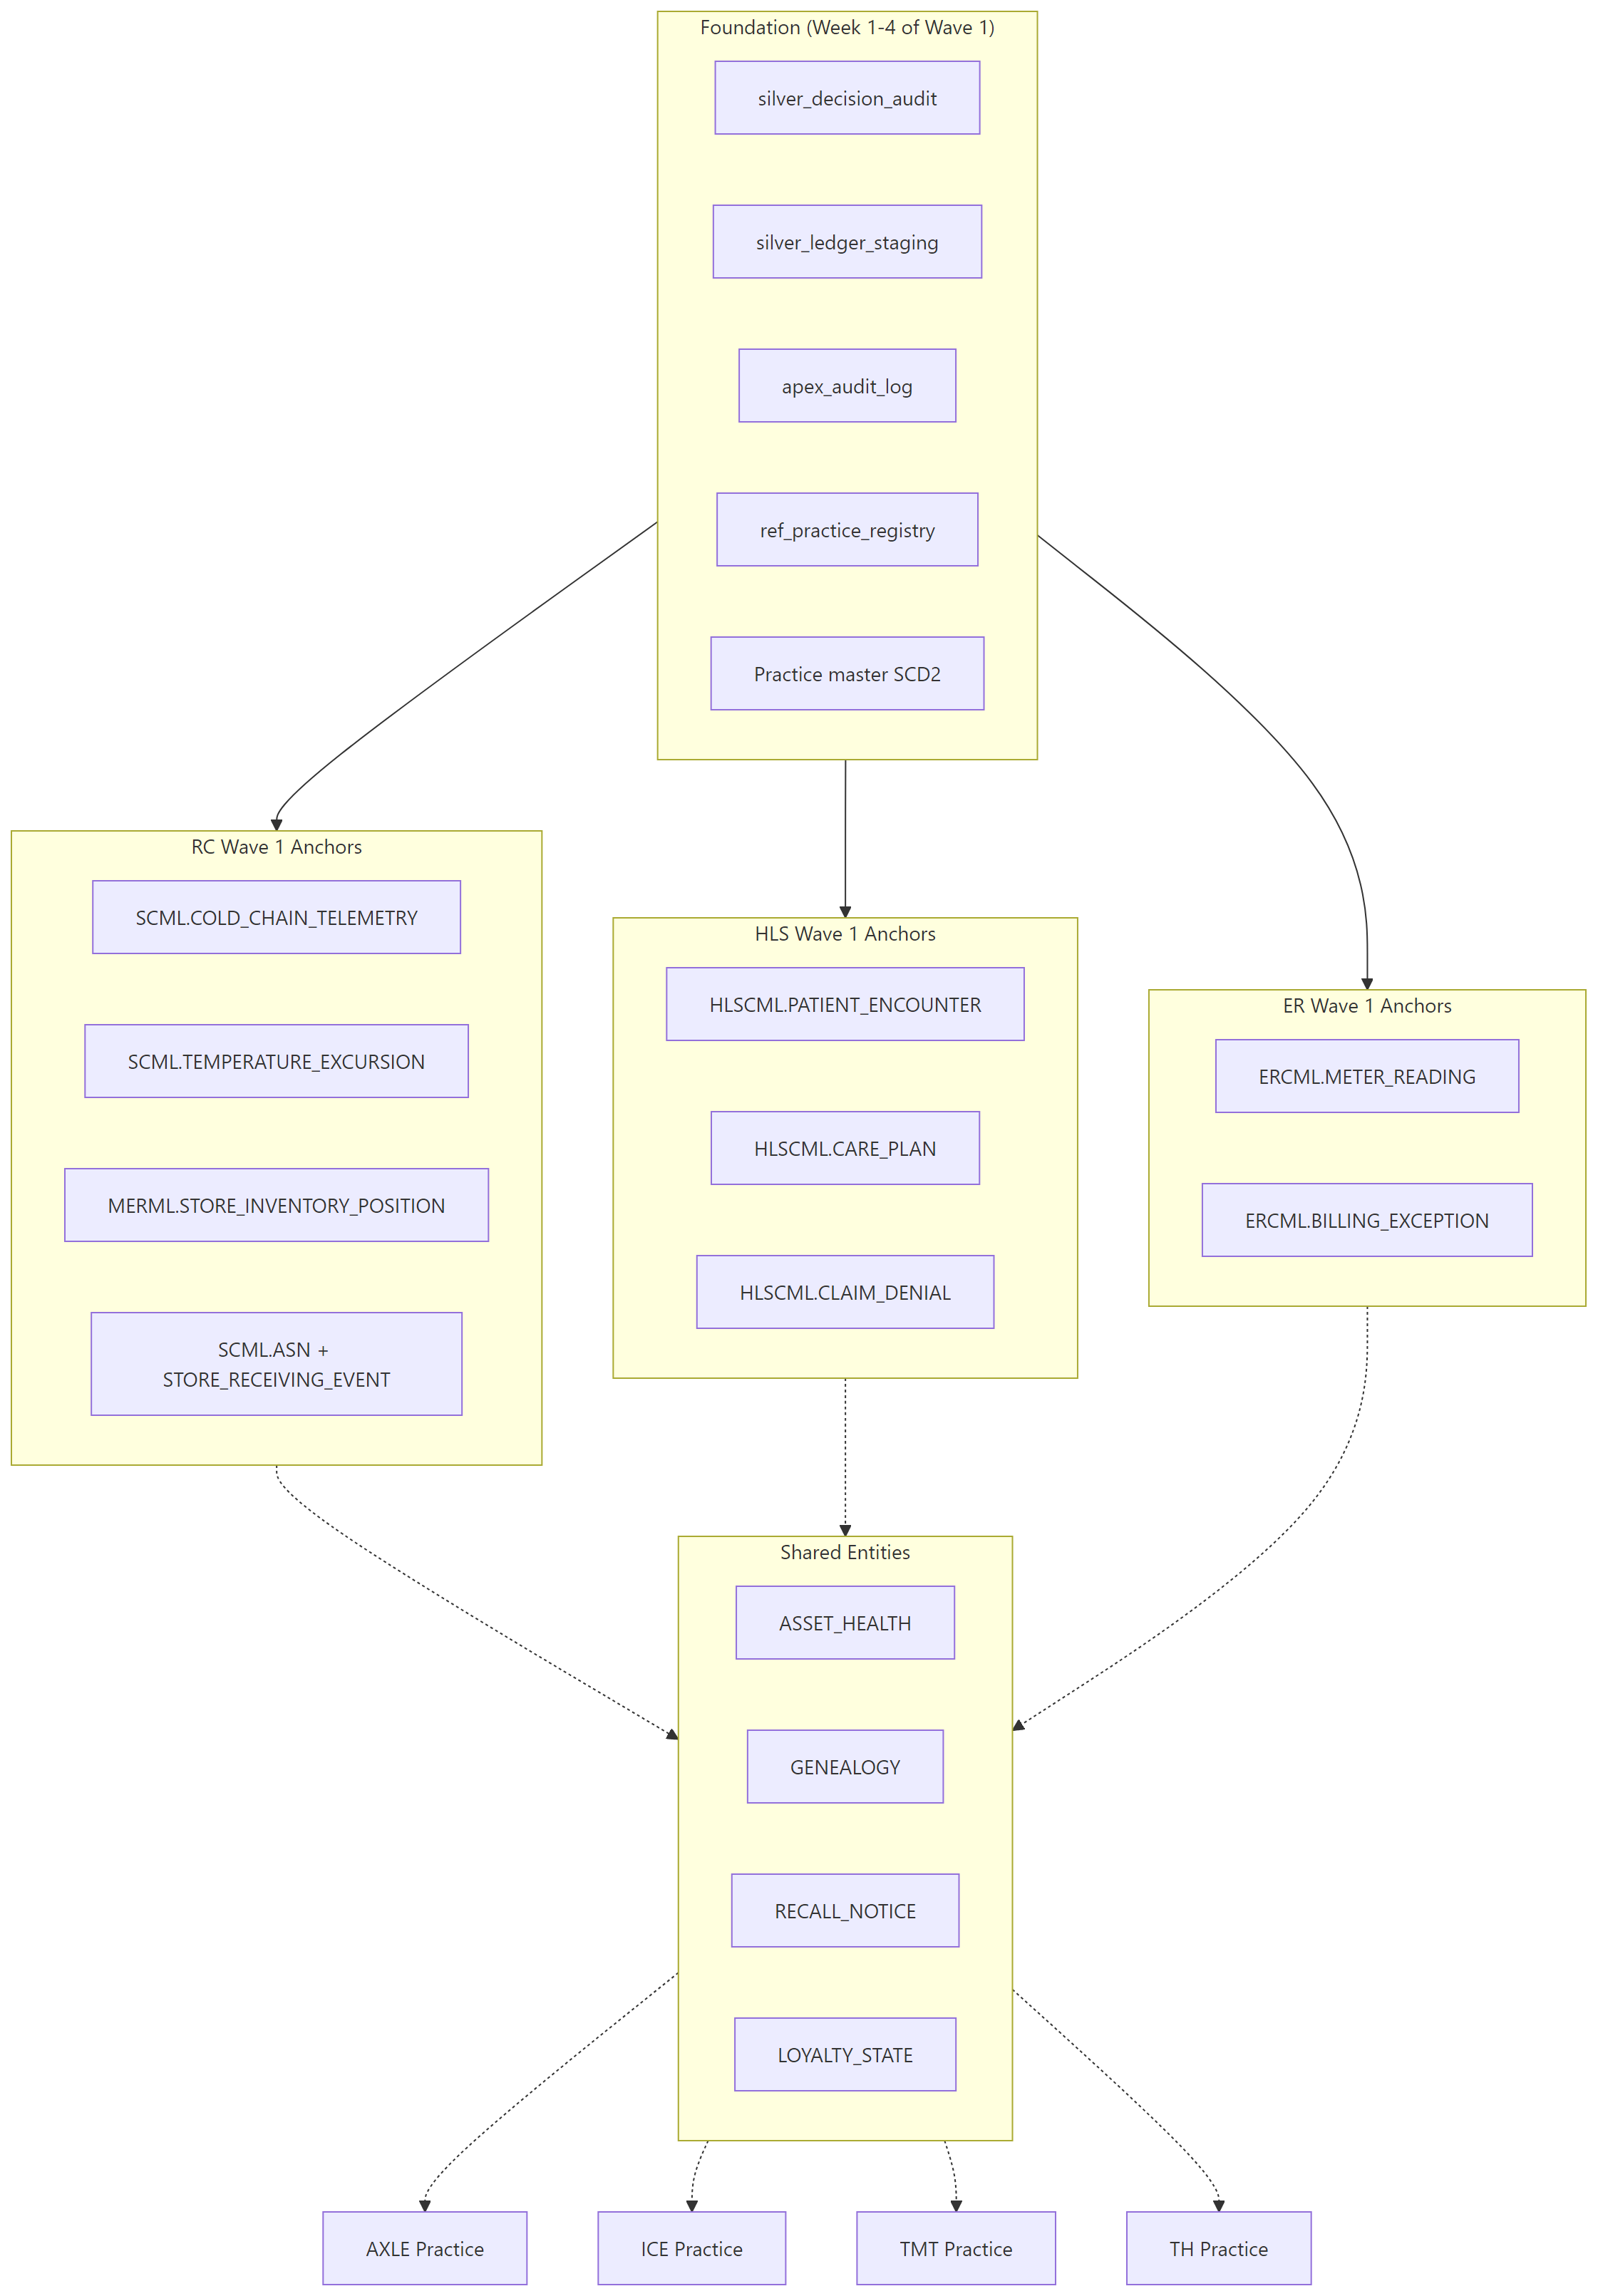 Foundation (Week 1-4 of Wave 1)
silver_decision_audit
silver_ledger_staging
apex_audit_log
ref_practice_registry
Practice master SCD2
RC Wave 1 Anchors
SCML.COLD_CHAIN_TELEMETRY
SCML.TEMPERATURE_EXCURSION
MERML.STORE_INVENTORY_POSITION
SCML.ASN +
STORE_RECEIVING_EVENT
HLS Wave 1 Anchors
HLSCML.PATIENT_ENCOUNTER
HLSCML.CARE_PLAN
HLSCML.CLAIM_DENIAL
ER Wave 1 Anchors
ERCML.METER_READING
ERCML.BILLING_EXCEPTION
Shared Entities
ASSET_HEALTH
GENEALOGY
RECALL_NOTICE
LOYALTY_STATE
AXLE Practice
ICE Practice
TMT Practice
TH Practice